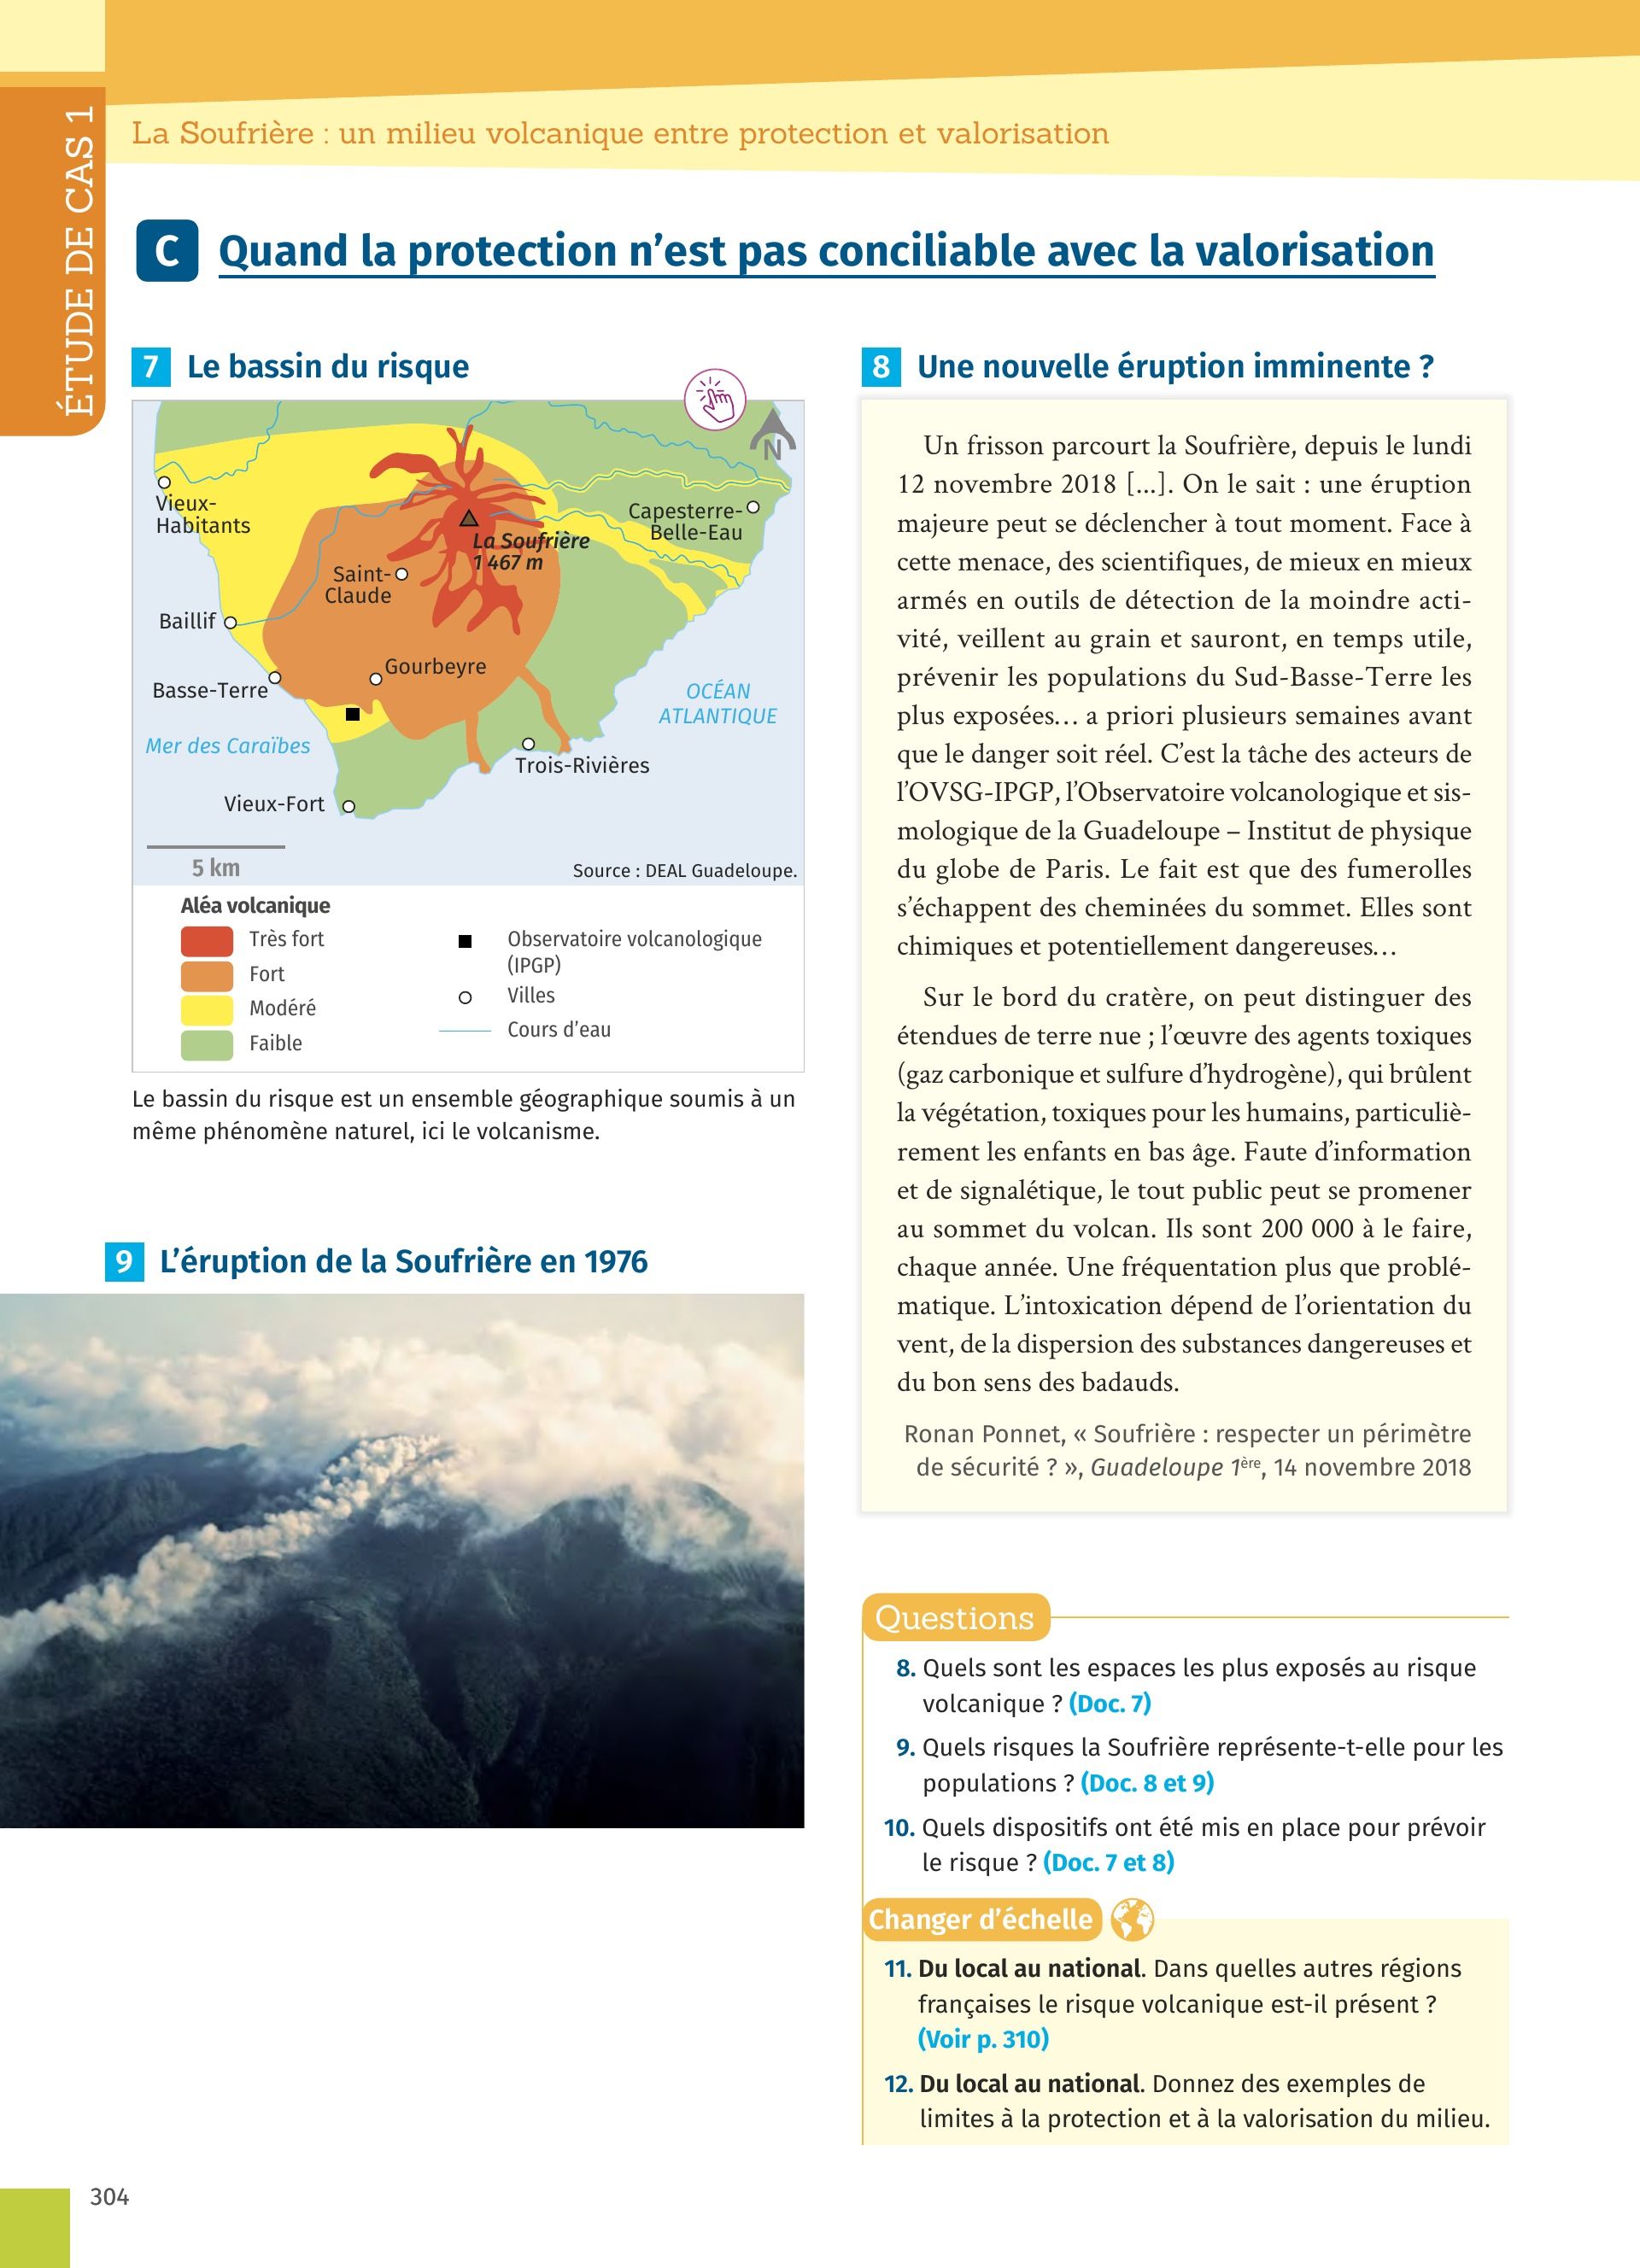 ÉTUDE DE CAS 1
La Soufrière : un milieu volcanique entre protection et valorisation
C Quand la protection n’est pas conciliable avec la valorisation
7 Le bassin du risque
N
Vieux-
Habitants
Capesterre-
Belle-Eau
La Soufrière
1 467 m
Saint-
Claude
Baillif
Gourbeyre
Basse-Terre
OCÉAN
ATLANTIQUE
Mer des Caraïbes
Trois-Rivières
Vieux-Fort
5 km
Source : DEAL Guadeloupe.
Aléa volcanique
Très fort
Fort
Modéré
Faible
Observatoire volcanologique
(IPGP)
Villes
Cours d’eau
Le bassin du risque est un ensemble géographique soumis à un
même phénomène naturel, ici le volcanisme.
9 L’éruption de la Soufrière en 1976
8 Une nouvelle éruption imminente ?
Un frisson parcourt la Soufrière, depuis le lundi
12 novembre 2018 [...]. On le sait : une éruption
majeure peut se déclencher à tout moment. Face à
cette menace, des scientifiques, de mieux en mieux
armés en outils de détection de la moindre acti-
vité, veillent au grain et sauront, en temps utile,
prévenir les populations du Sud-Basse-Terre les
plus exposées… a priori plusieurs semaines avant
que le danger soit réel. C’est la tâche des acteurs de
l’OVSG-IPGP, l’Observatoire volcanologique et sis-
mologique de la Guadeloupe – Institut de physique
du globe de Paris. Le fait est que des fumerolles
s’échappent des cheminées du sommet. Elles sont
chimiques et potentiellement dangereuses…
Sur le bord du cratère, on peut distinguer des
étendues de terre nue ; l’œuvre des agents toxiques
(gaz carbonique et sulfure d’hydrogène), qui brûlent
la végétation, toxiques pour les humains, particuliè-
rement les enfants en bas âge. Faute d’information
et de signalétique, le tout public peut se promener
au sommet du volcan. Ils sont 200 000 à le faire,
chaque année. Une fréquentation plus que problé-
matique. L’intoxication dépend de l’orientation du
vent, de la dispersion des substances dangereuses et
du bon sens des badauds.
Ronan Ponnet, « Soufrière : respecter un périmètre
de sécurité ? », Guadeloupe 1ère, 14 novembre 2018
Questions
8. Quels sont les espaces les plus exposés au risque
volcanique ? (Doc. 7)
9. Quels risques la Soufrière représente-t-elle pour les
populations ? (Doc. 8 et 9)
10. Quels dispositifs ont été mis en place pour prévoir
le risque ? (Doc. 7 et 8)
Changer d’échelle
11. Du local au national. Dans quelles autres régions
françaises le risque volcanique est-il présent ?
(Voir p. 310)
12. Du local au national. Donnez des exemples de
limites à la protection et à la valorisation du milieu.
304